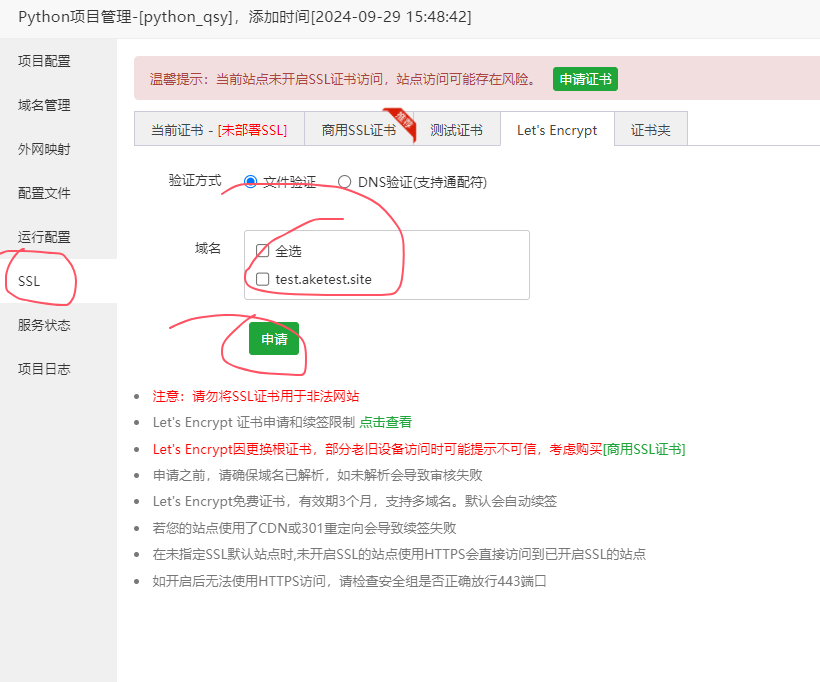 Python项目管理-[python_qsy]，添加时间[2024-09-29 15:48:42]
项目配置
域名管理
外网映射
配置文件
运行配置
SSL
服务状态
项目日志
温馨提示：当前站点未开启SSL证书访问，站点访问可能存在风险。 申请证书
当前证书 - [未部署SSL] 商用SSL证书 推荐 测试证书 Let's Encrypt 证书夹
验证方式 文件验证 DNS验证(支持通配符)
域名 全选
test.aketest.site
申请
注意：请勿将SSL证书用于非法网站
Let's Encrypt 证书申请和续签限制 点击查看
Let's Encrypt因更换根证书，部分老旧设备访问时可能提示不可信，考虑购买[商用SSL证书]
申请之前，请确保域名已解析，如未解析会导致审核失败
Let's Encrypt免费证书，有效期3个月，支持多域名。默认会自动续签
若您的站点使用了CDN或301重定向会导致续签失败
在未指定SSL默认站点时,未开启SSL的站点使用HTTPS会直接访问到已开启SSL的站点
如开启后无法使用HTTPS访问，请检查安全组是否正确放行443端口